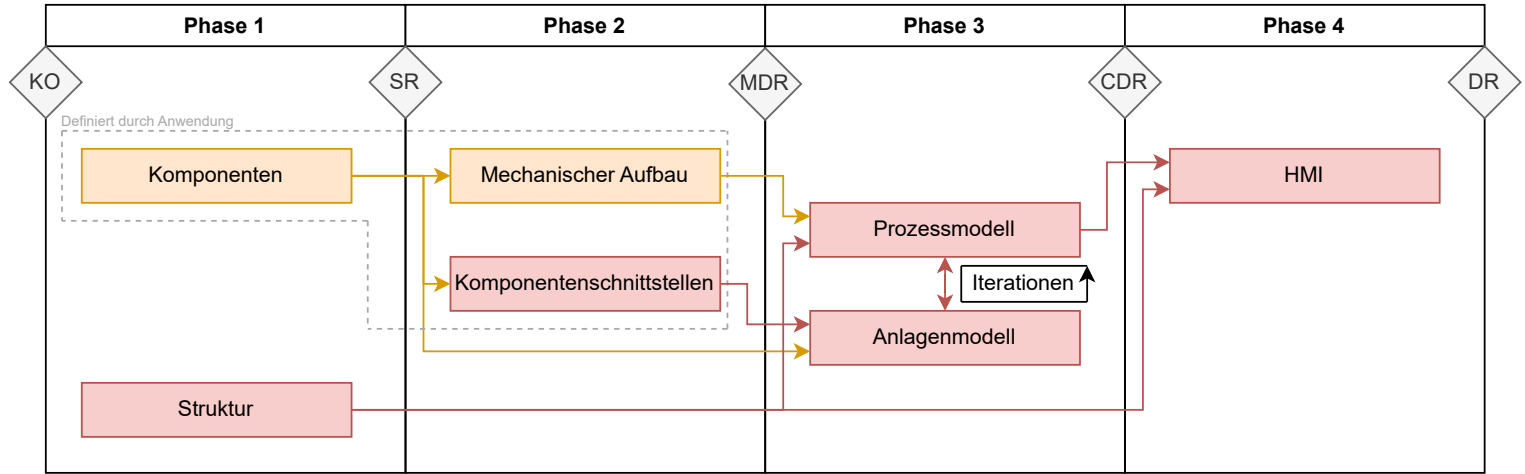 Phase 1
Phase 2
Phase 3
Phase 4
KO
SR
MDR
CDR
DR
Definiert durch Anwendung
Komponenten
Mechanischer Aufbau
HMI
Prozessmodell
Komponentenschnittstellen
Iterationen
Anlagenmodell
Struktur